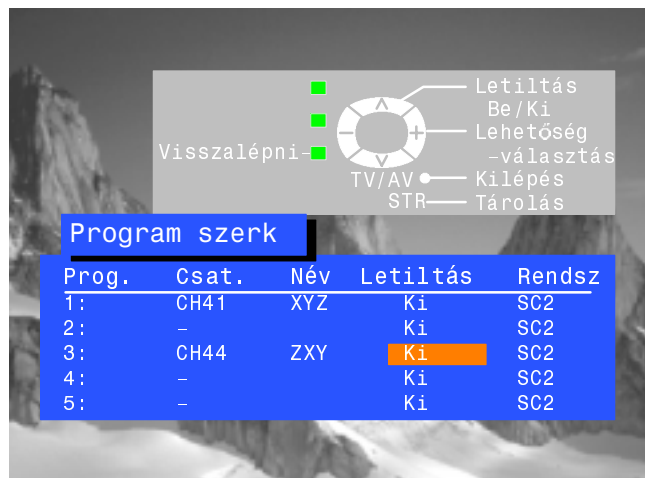 Letiltás
Be/Ki
Lehetőség
Visszalépni
-választás
TV/AV Kilépés
STR Tárolás
Program szerk
Prog. Csat. Név Letiltás Rendsz
1: CH41 XYZ Ki SC2
2: - Ki SC2
3: CH44 ZXY Ki SC2
4: - Ki SC2
5: - Ki SC2